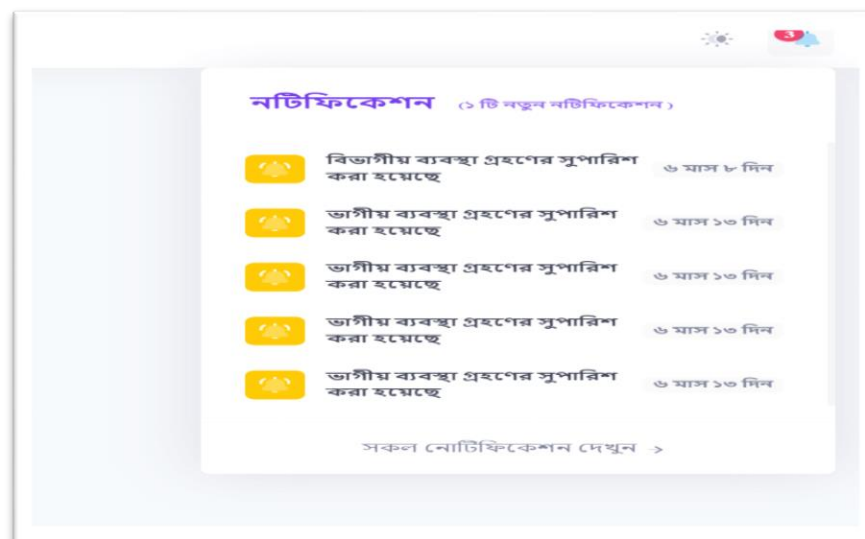 3
নটিফিকেশন (১ টি নতুন নটিফিকেশন)
বিভাগীয় ব্যবস্থা গ্রহণের সুপারিশ
করা হয়েছে
৬ মাস ৮ দিন
ভাগীয় ব্যবস্থা গ্রহণের সুপারিশ
করা হয়েছে
৬ মাস ১৩ দিন
ভাগীয় ব্যবস্থা গ্রহণের সুপারিশ
করা হয়েছে
৬ মাস ১৩ দিন
ভাগীয় ব্যবস্থা গ্রহণের সুপারিশ
করা হয়েছে
৬ মাস ১৩ দিন
ভাগীয় ব্যবস্থা গ্রহণের সুপারিশ
করা হয়েছে
৬ মাস ১৩ দিন
সকল নোটিফিকেশন দেখুন